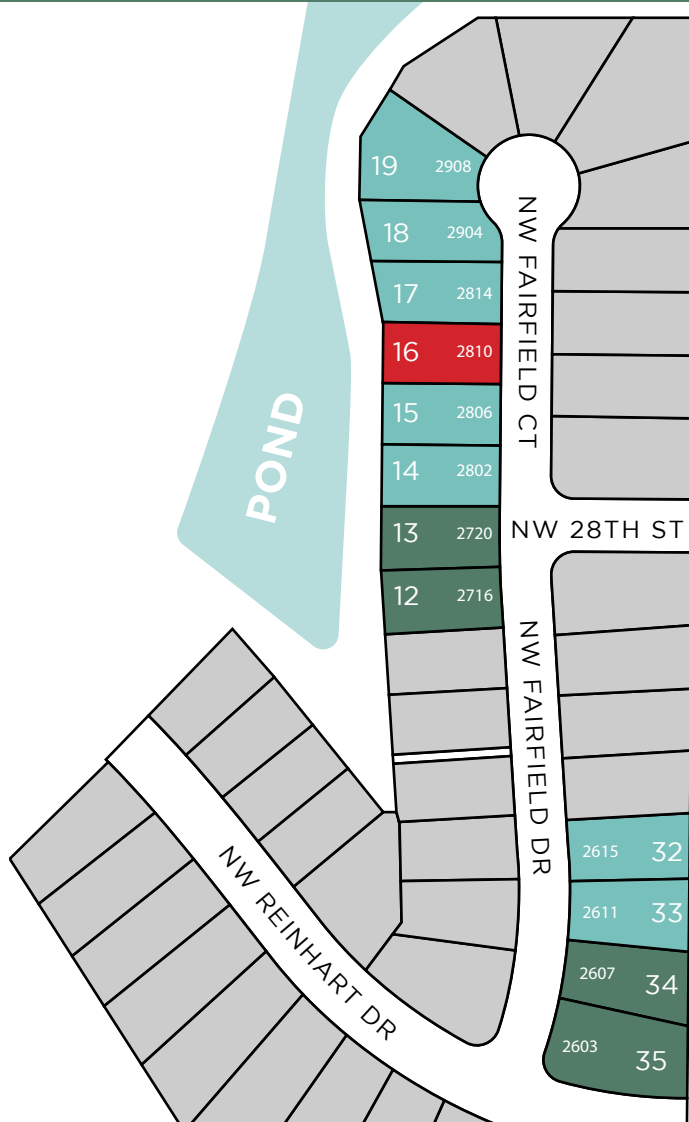 19 2908
18 2904
17 2814
16 2810
15 2806
14 2802
13 2720
12 2716
POND
NW FAIRFIELD CT
NW 28TH ST
NW FAIRFIELD DR
NW REINHART DR
2615 32
2611 33
2607 34
2603 35